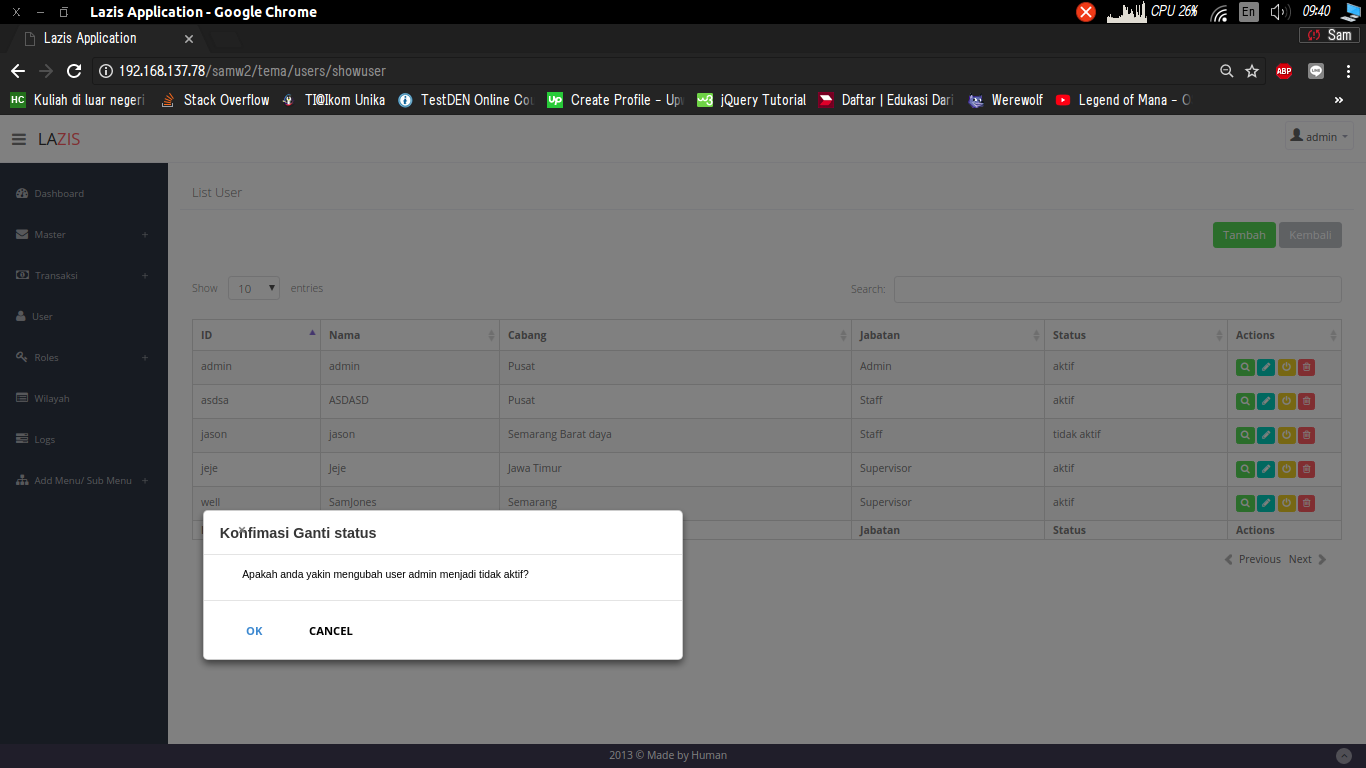 Lazis Application - Google Chrome
CPU 26%
En
09:40
Lazis Application
Sam
192.168.137.78/samw2/tema/users/showuser
ABP
HC Kuliah di luar negeri
Stack Overflow
TI@Ikom Unika
TestDEN Online Cou
Up Create Profile - Upw
jQuery Tutorial
Daftar | Edukasi Dari
Werewolf
Legend of Mana - O
»
LAZIS
admin
Dashboard
Master +
Transaksi +
User
Roles +
Wilayah
Logs
Add Menu/ Sub Menu +
List User
Tambah
Kembali
Show 10 entries
Search:
ID Nama Cabang Jabatan Status Actions
admin admin Pusat Admin aktif
asdsa ASDASD Pusat Staff aktif
jason jason Semarang Barat daya Staff tidak aktif
jeje Jeje Jawa Timur Supervisor aktif
well SamJones Semarang Supervisor aktif
Jabatan Status Actions
Previous Next
Konfimasi Ganti status
×
Apakah anda yakin mengubah user admin menjadi tidak aktif?
OK CANCEL
2013 © Made by Human